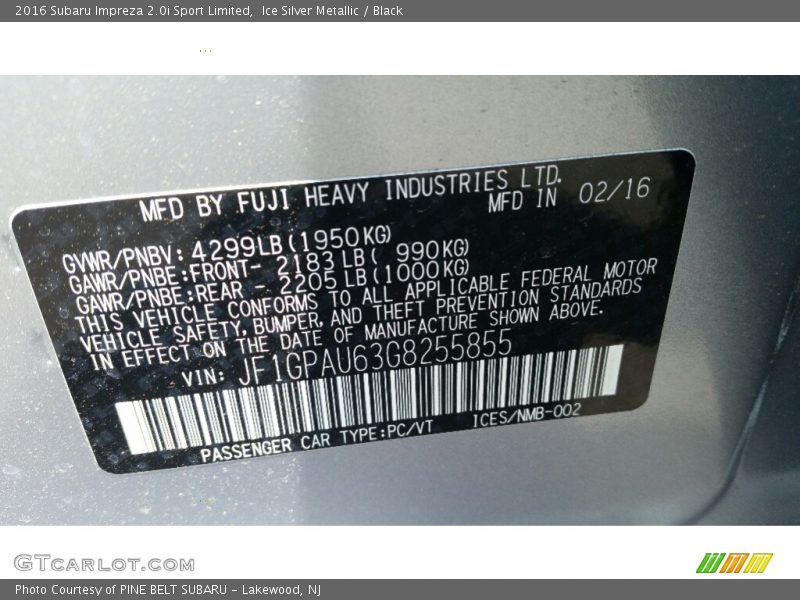 2016 Subaru Impreza 2.0i Sport Limited,  Ice Silver Metallic / Black
MFD BY FUJI HEAVY INDUSTRIES LTD.
MFD IN 02/16
GVWR/PNBV: 4299LB(1950KG)
GAWR/PNBE:FRONT- 2183 LB( 990KG)
GAWR/PNBE:REAR - 2205 LB(1000KG)
THIS VEHICLE CONFORMS TO ALL APPLICABLE FEDERAL MOTOR
VEHICLE SAFETY, BUMPER, AND THEFT PREVENTION STANDARDS
IN EFFECT ON THE DATE OF MANUFACTURE SHOWN ABOVE.
VIN: JF1GPAU63G8255855
PASSENGER CAR TYPE:PC/VT ICES/NMB-002
GTCARLOT.COM
Photo Courtesy of PINE BELT SUBARU - Lakewood, NJ